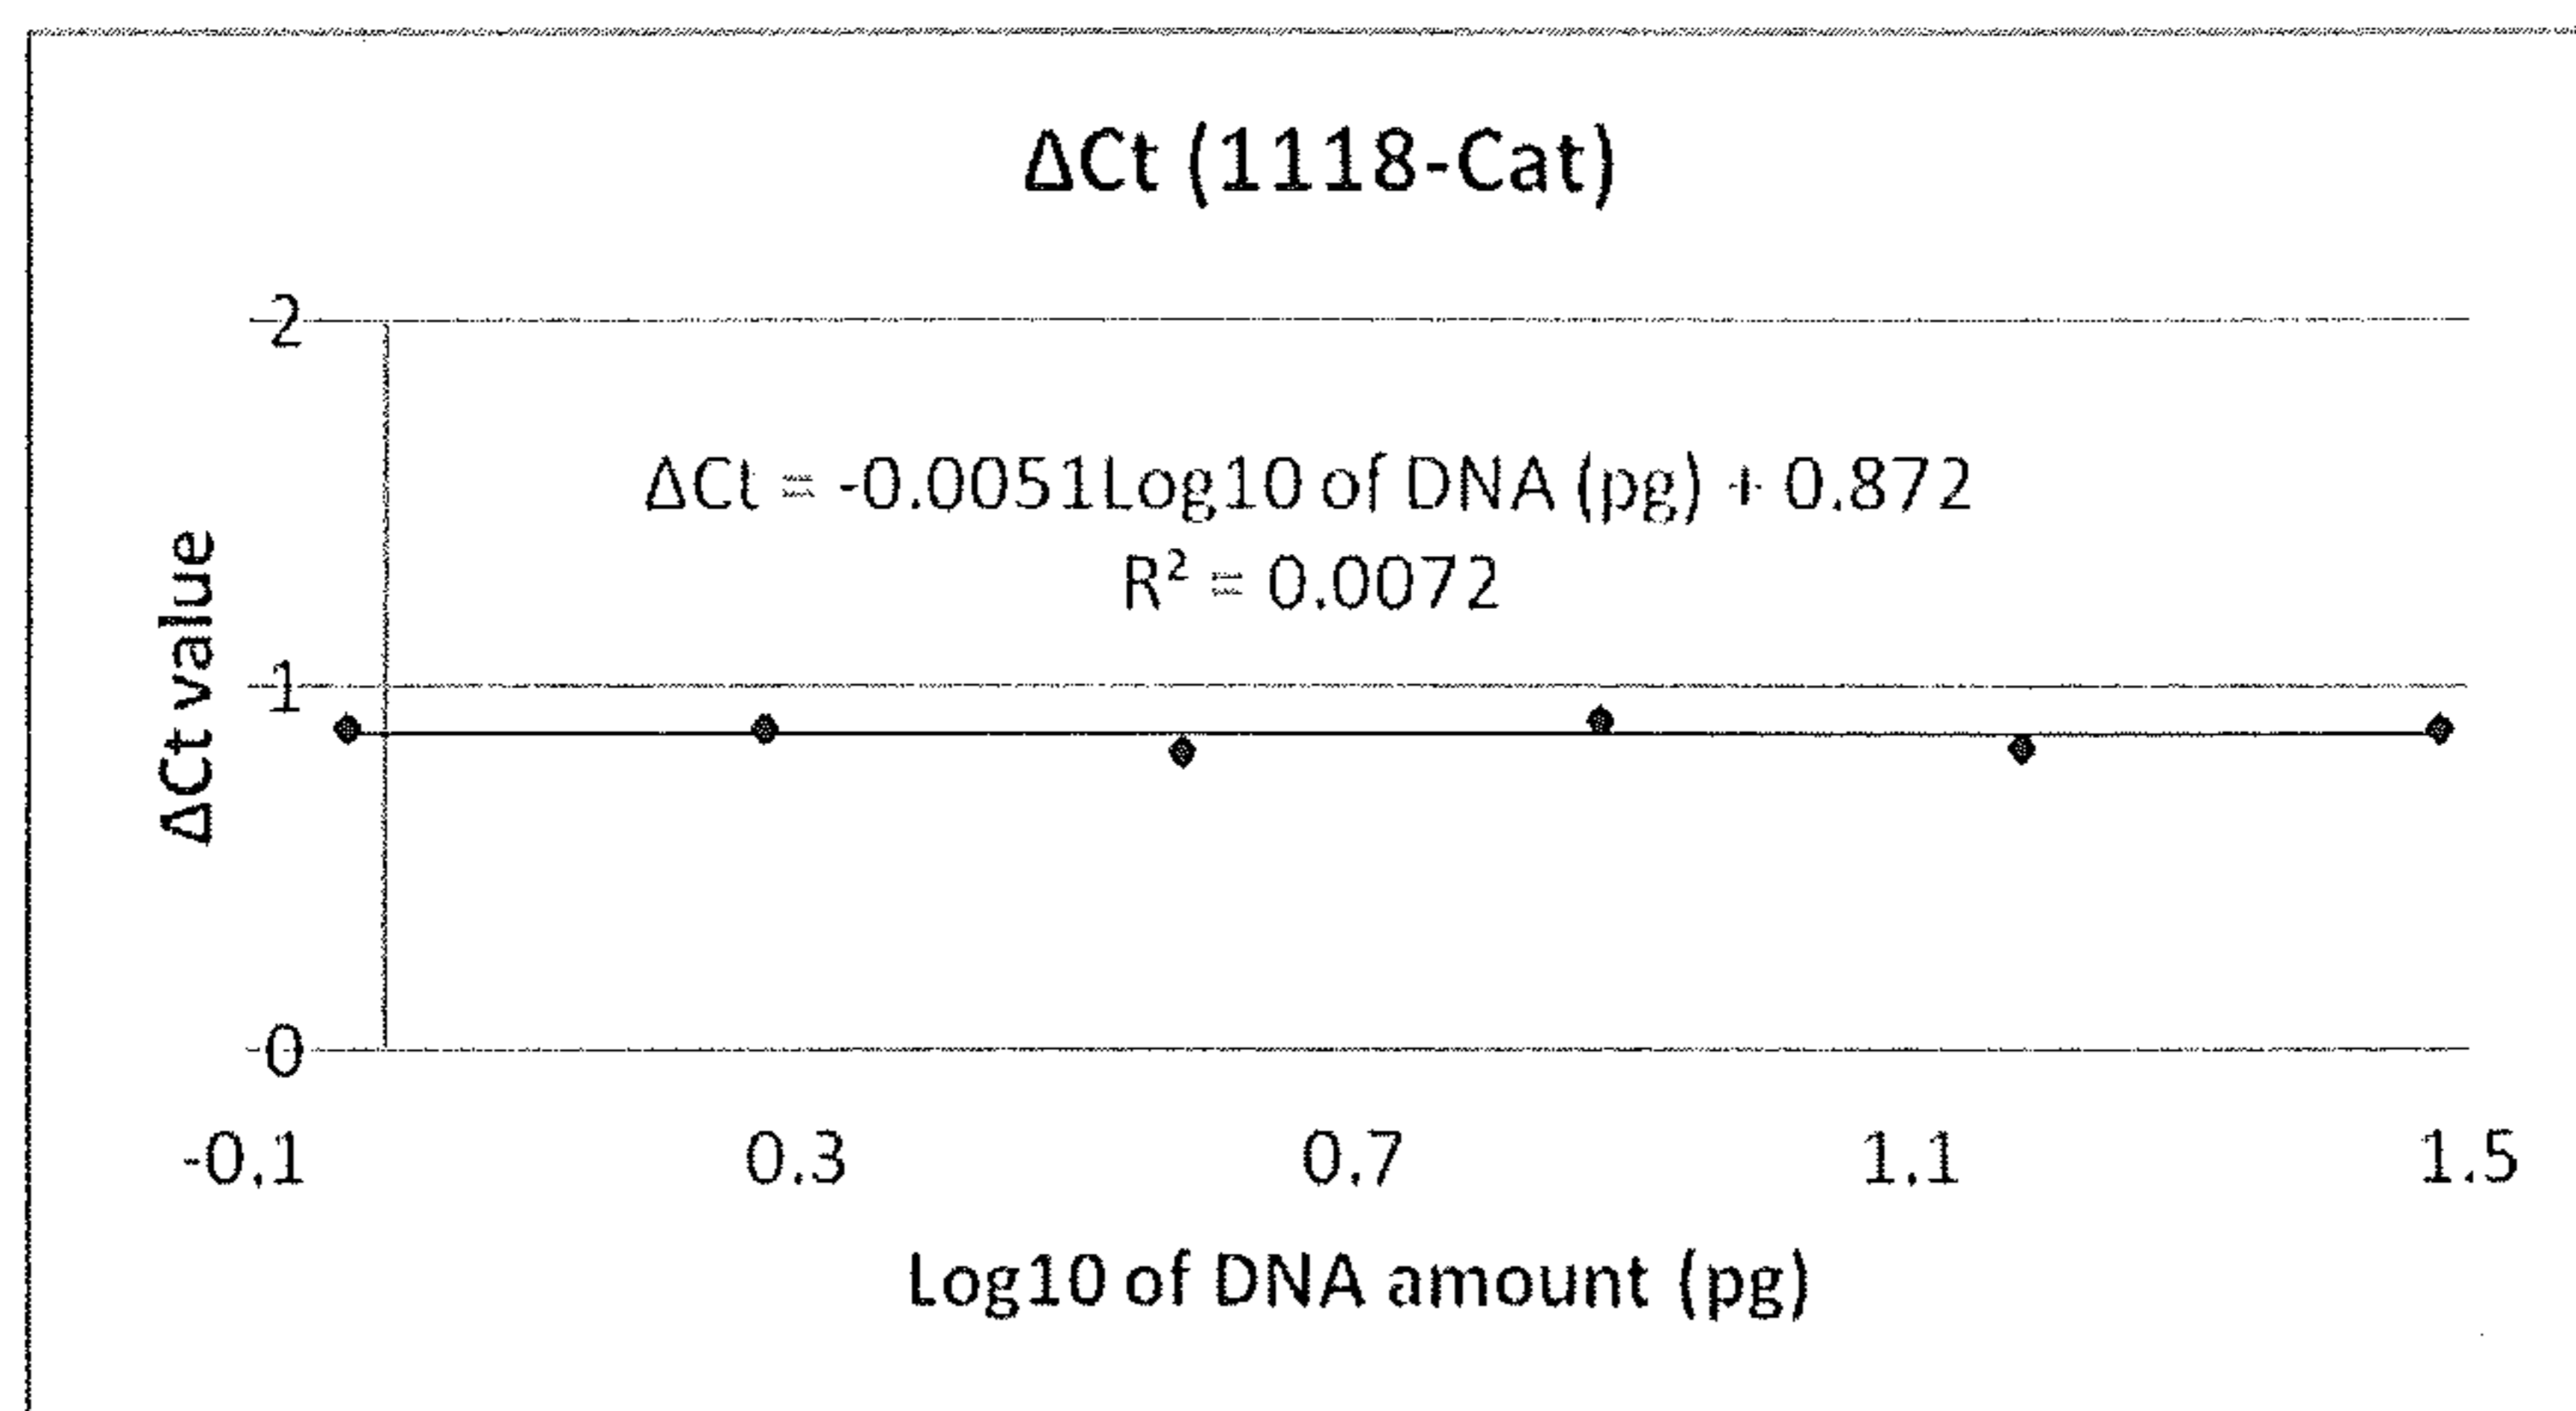 ΔCt (1118-Cat)
2
ΔCt = -0.0051Log10 of DNA (pg) + 0.872
R² = 0.0072
ΔCt value
1
0
-0.1 0.3 0.7 1.1 1.5
Log10 of DNA amount (pg)